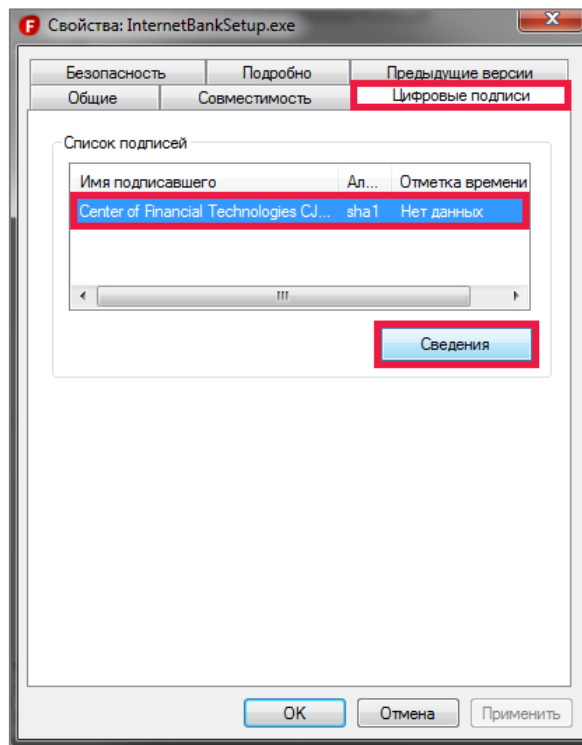 Свойства: InternetBankSetup.exe
Безопасность Подробно Предыдущие версии
Общие Совместимость Цифровые подписи
Список подписей
Имя подписавшего Ал... Отметка времени
Center of Financial Technologies CJ... sha1 Нет данных
Сведения
OK Отмена Применить